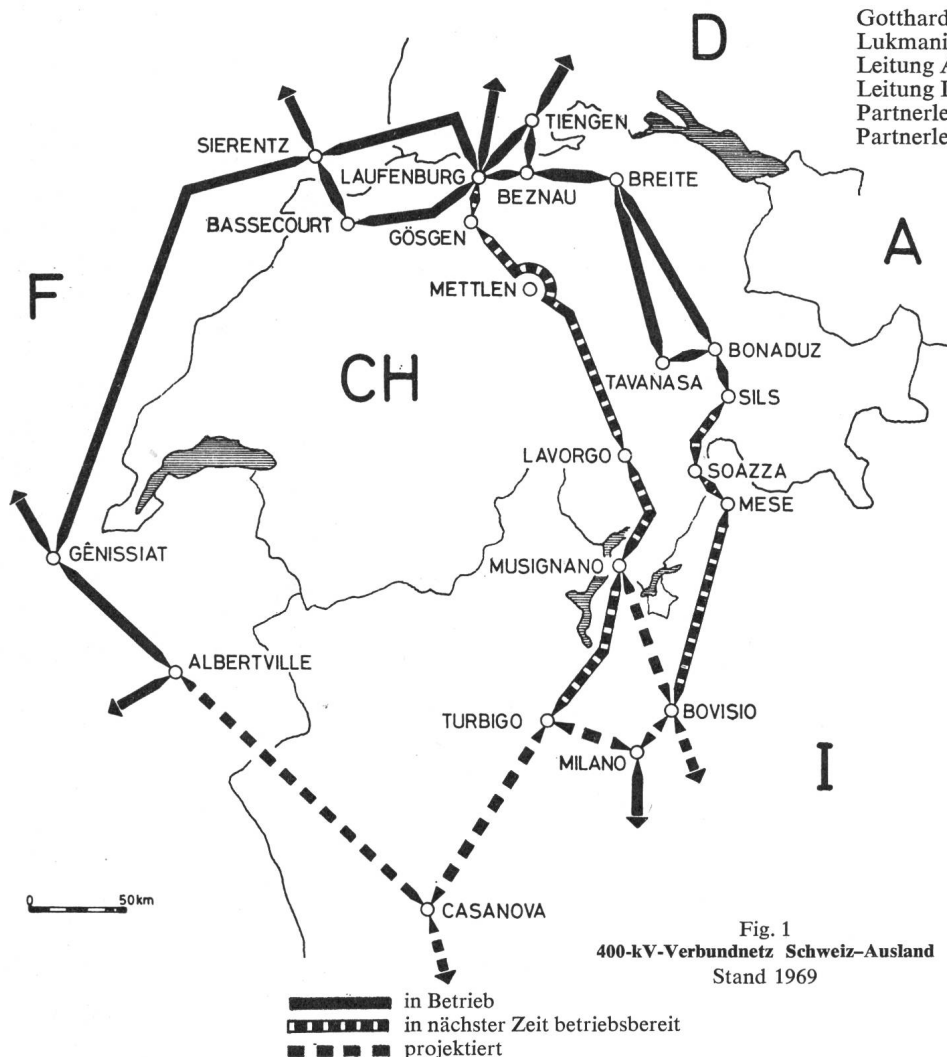 Gotthard
Lukmani
Leitung
Leitung
Partnerle
Partnerle
D
TIENGEN
SIERENTZ
LAUFENBURG
BEZNAU
BREITE
BASSECOURT
GÖSGEN
A
F
METTLEN
CH
BONADUZ
TAVANASA
SILS
LAVORGO
SOAZZA
MESE
GÊNISSIAT
MUSIGNANO
ALBERTVILLE
TURBIGO
BOVISIO
MILANO
I
0 50km
CASANOVA
Fig. 1
400-kV-Verbundnetz Schweiz–Ausland
Stand 1969
in Betrieb
in nächster Zeit betriebsbereit
projektiert